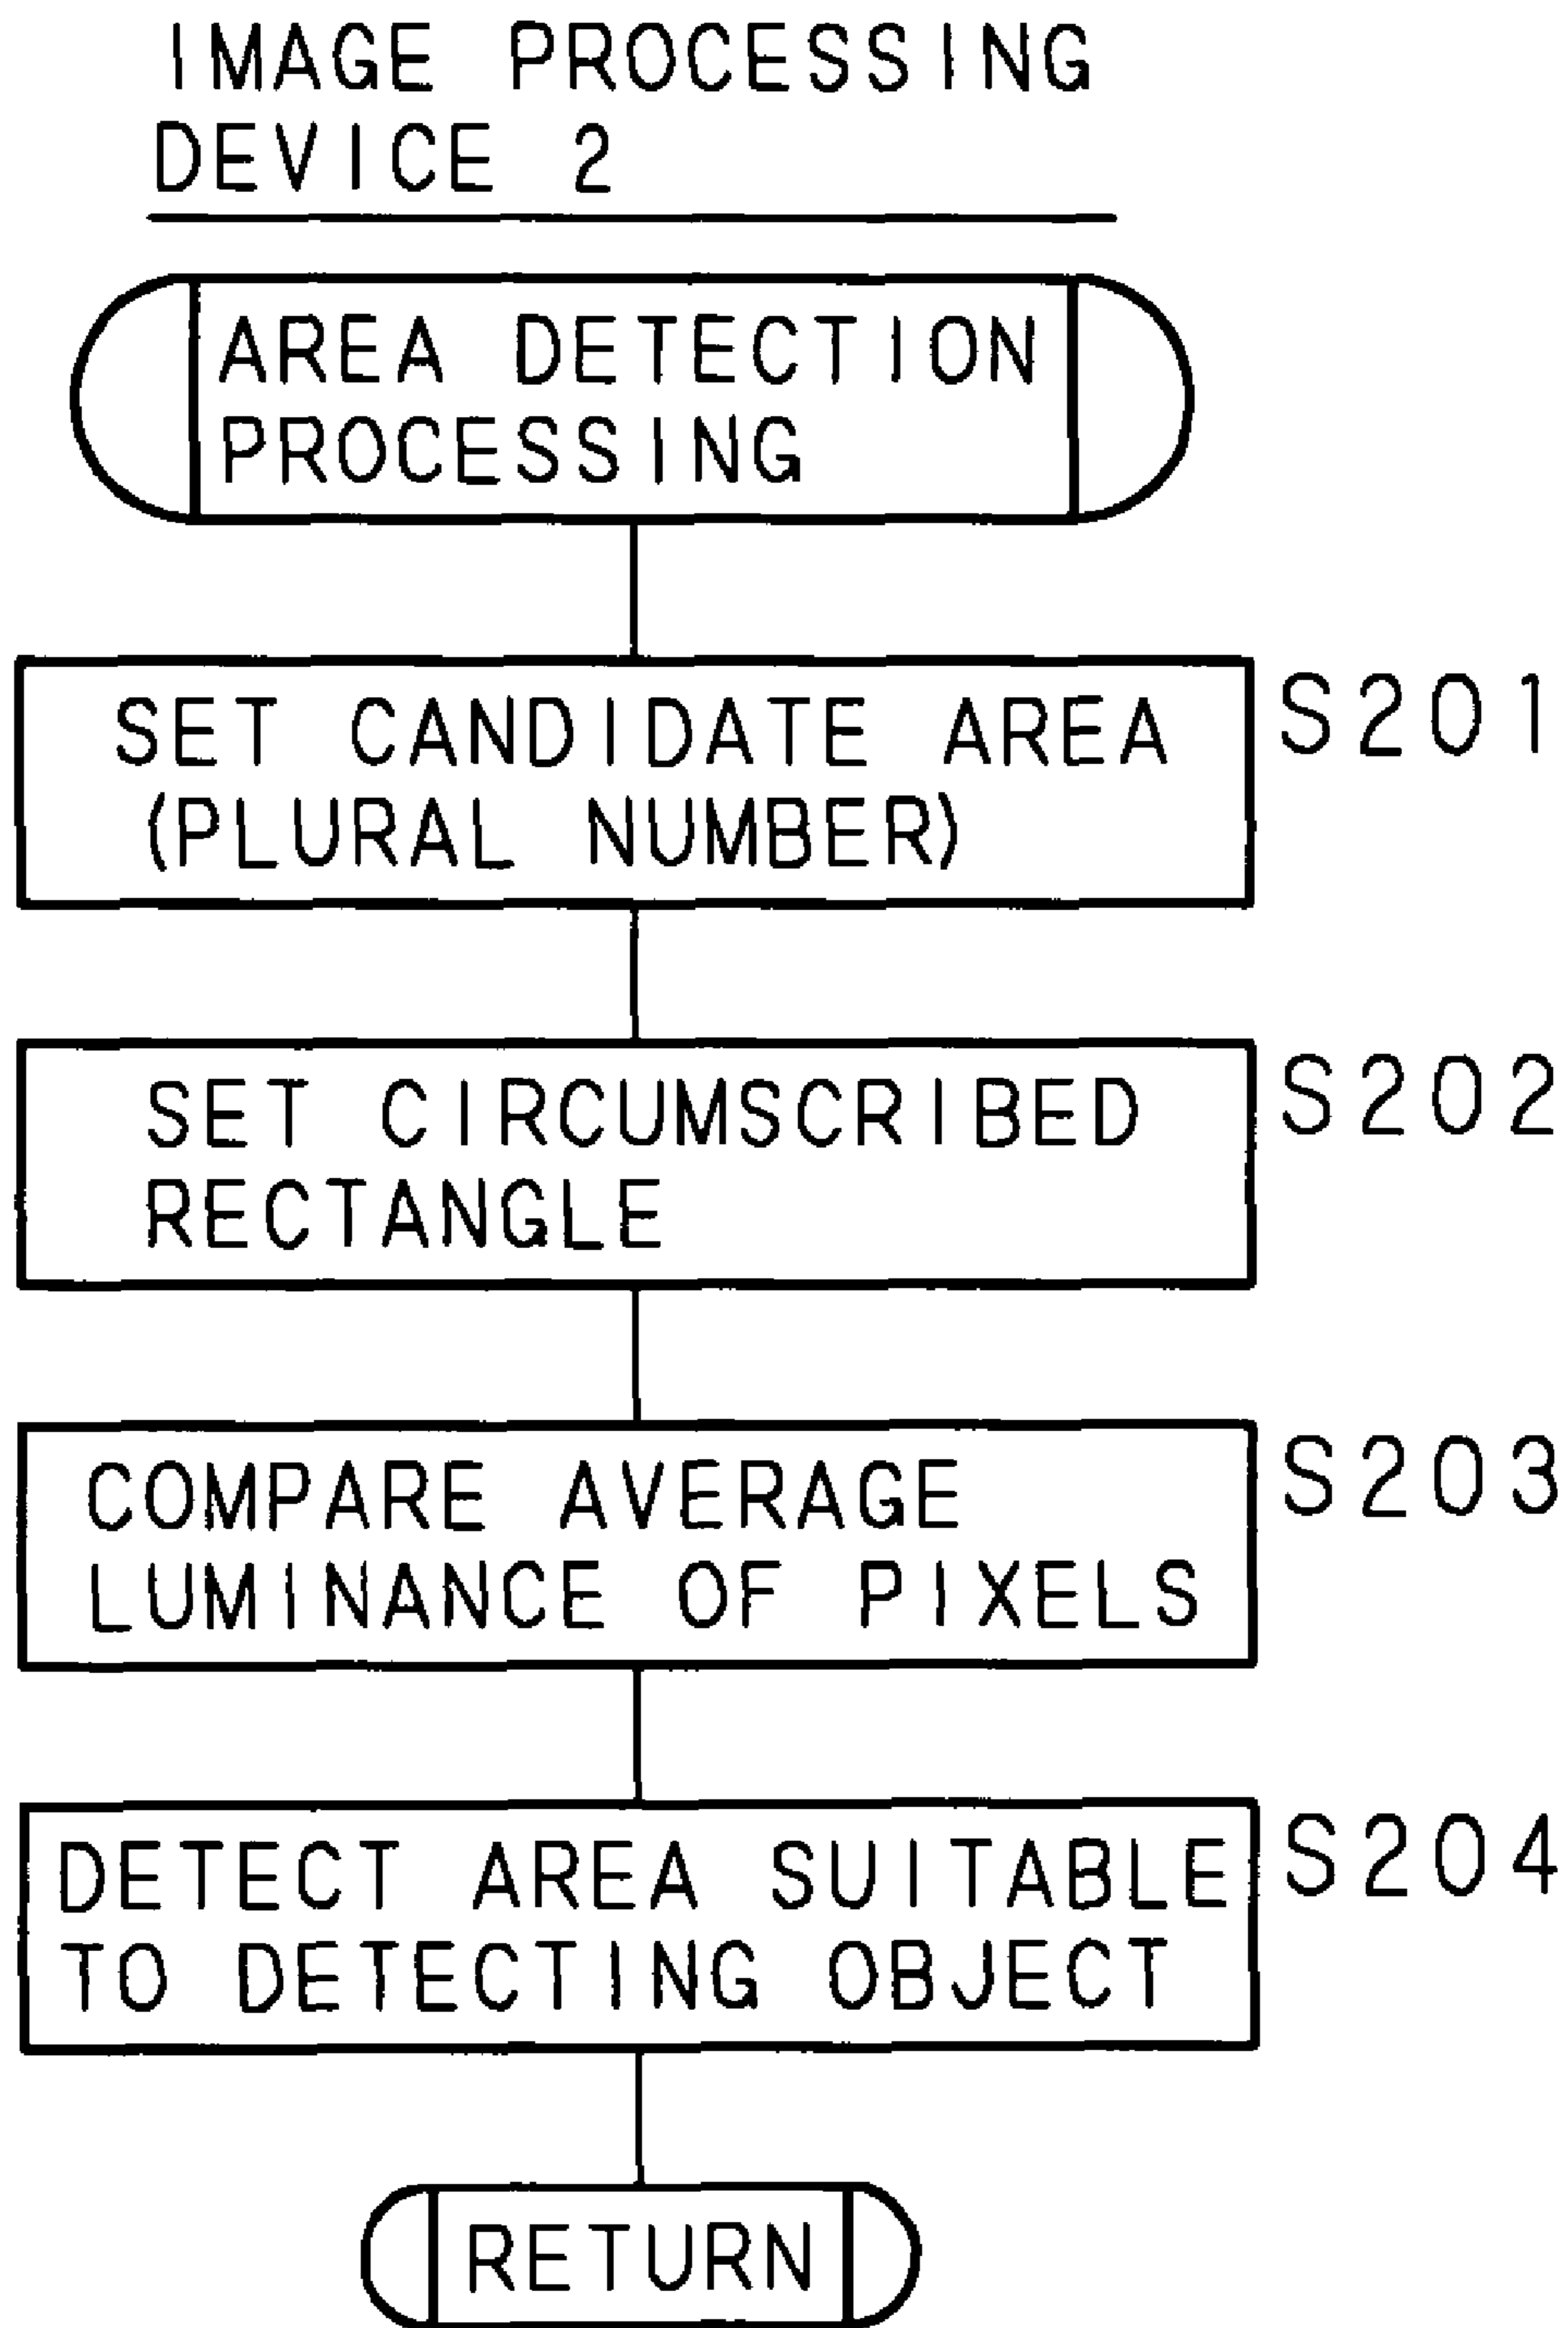 IMAGE PROCESSING
DEVICE 2
AREA DETECTION
PROCESSING
SET CANDIDATE AREA
(PLURAL NUMBER)
S201
SET CIRCUMSCRIBED
RECTANGLE
S202
COMPARE AVERAGE
LUMINANCE OF PIXELS
S203
DETECT AREA SUITABLE
TO DETECTING OBJECT
S204
RETURN